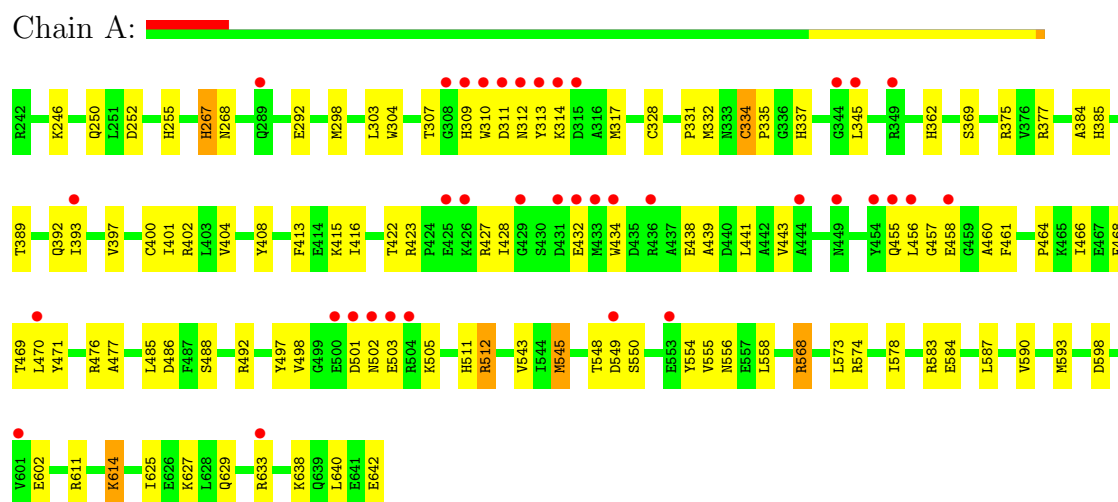 Chain A:
R242 K246 Q250 L251 D252 H255 H267 N268 Q289 E292 M298 L303 W304 T307 G308 H309 W310 D311 N312 Y313 K314 D315 A316 M317 C328 P331 M332 N333 C334 P335 G336 H337 G344 L345 R349 H362 S369 R375 V376 R377 A384 H385
T389 Q392 I393 V397 C400 I401 R402 L403 V404 Y408 F413 E414 K415 I416 T422 R423 P424 E425 K426 R427 I428 G429 S430 D431 E432 M433 W434 D435 R436 A437 E438 A439 D440 L441 A442 V443 A444 N449 Y454 Q455 L456 G457 E458 G459 A460 F461 P464 K465 I466 E467 F468
T469 L470 Y471 R476 A477 L485 D486 F487 S488 R492 Y497 V498 G499 E500 D501 N502 E503 R504 K505 H511 R512 V543 I544 M545 T548 D549 S550 E553 Y554 V555 N556 E557 L558 R568 L573 R574 I578 R583 E584 L587 V590 M593 D598
V601 E602 R611 K614 I625 E626 K627 L628 Q629 R633 K638 Q639 L640 E641 E642